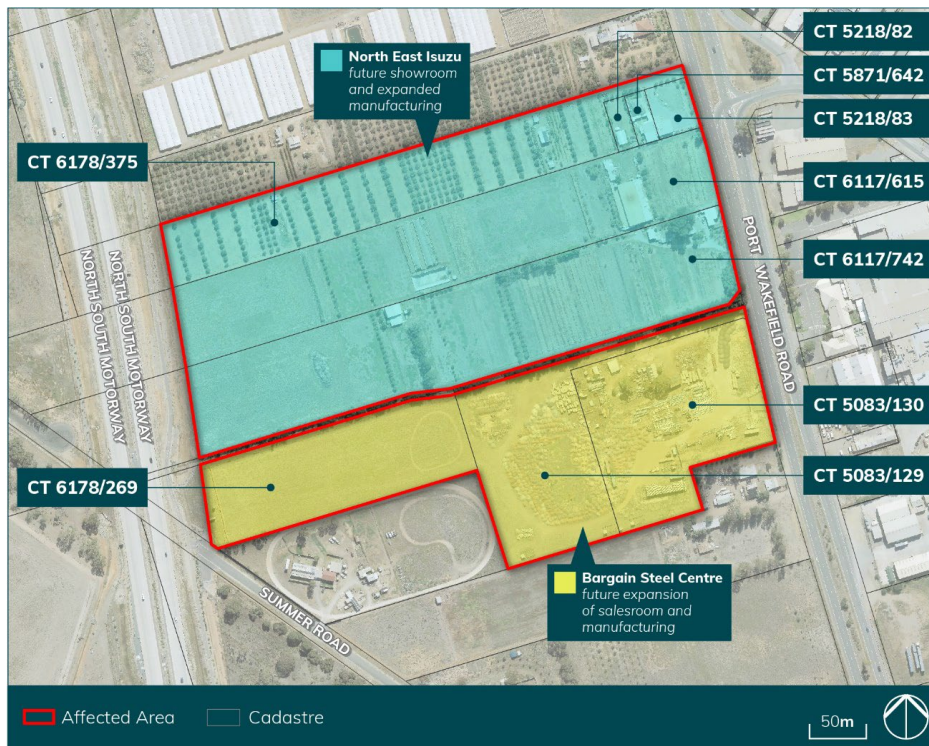 CT 5218/82
North East Isuzu
future showroom
and expanded
manufacturing
CT 5871/642
CT 5218/83
CT 6178/375
CT 6117/615
NORTH SOUTH MOTORWAY
NORTH SOUTH MOTORWAY
PORT WAKEFIELD ROAD
CT 6117/742
CT 5083/130
CT 6178/269
CT 5083/129
Bargain Steel Centre
future expansion
of salesroom and
manufacturing
SUMMER ROAD
Affected Area
Cadastre
50m